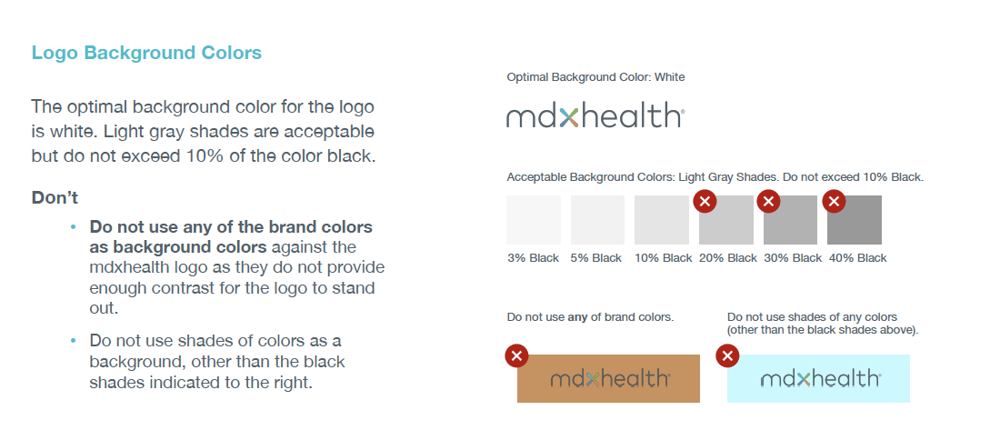 Logo Background Colors
The optimal background color for the logo
is white. Light gray shades are acceptable
but do not exceed 10% of the color black.
Don’t
• Do not use any of the brand colors
as background colors against the
mdxhealth logo as they do not provide
enough contrast for the logo to stand
out.
• Do not use shades of colors as a
background, other than the black
shades indicated to the right.
Optimal Background Color: White
mdxhealth®
Acceptable Background Colors: Light Gray Shades. Do not exceed 10% Black.
3% Black 5% Black 10% Black 20% Black 30% Black 40% Black
Do not use any of brand colors.
mdxhealth®
Do not use shades of any colors
(other than the black shades above).
mdxhealth®